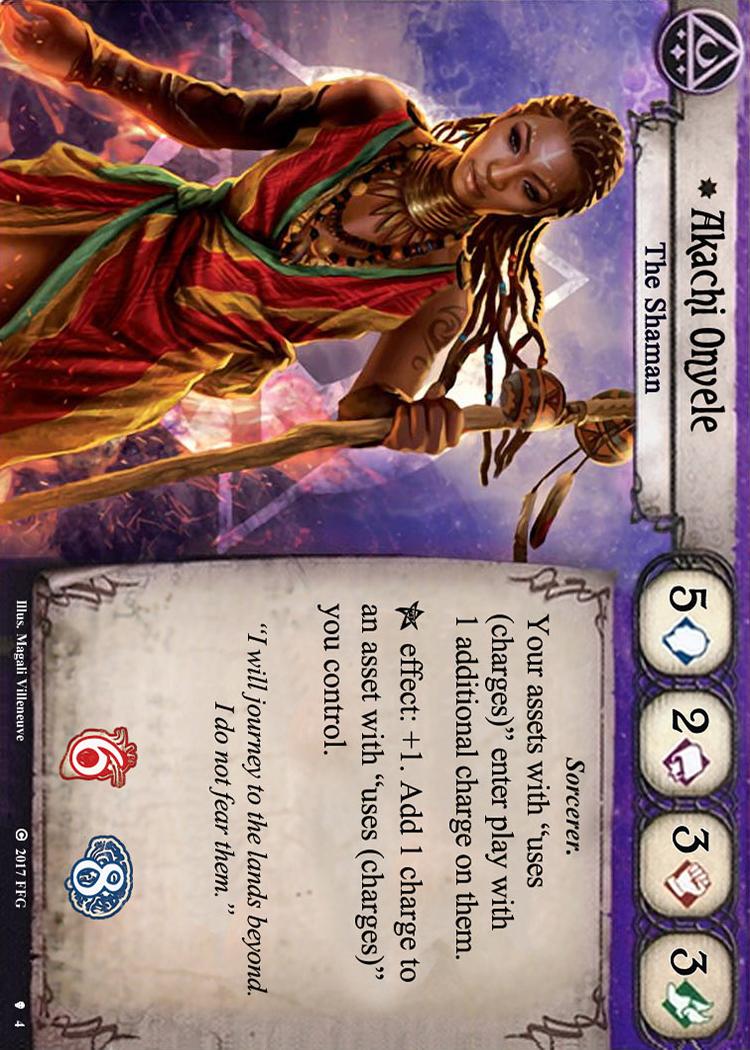 Akachi Onyele
The Shaman
5 2 3 3
Sorcerer.
Your assets with “uses
(charges)” enter play with
1 additional charge on them.
effect: +1. Add 1 charge to
an asset with “uses (charges)”
you control.
“I will journey to the lands beyond.
I do not fear them.”
6 8
Illus. Magali Villeneuve
© 2017 FFG
4